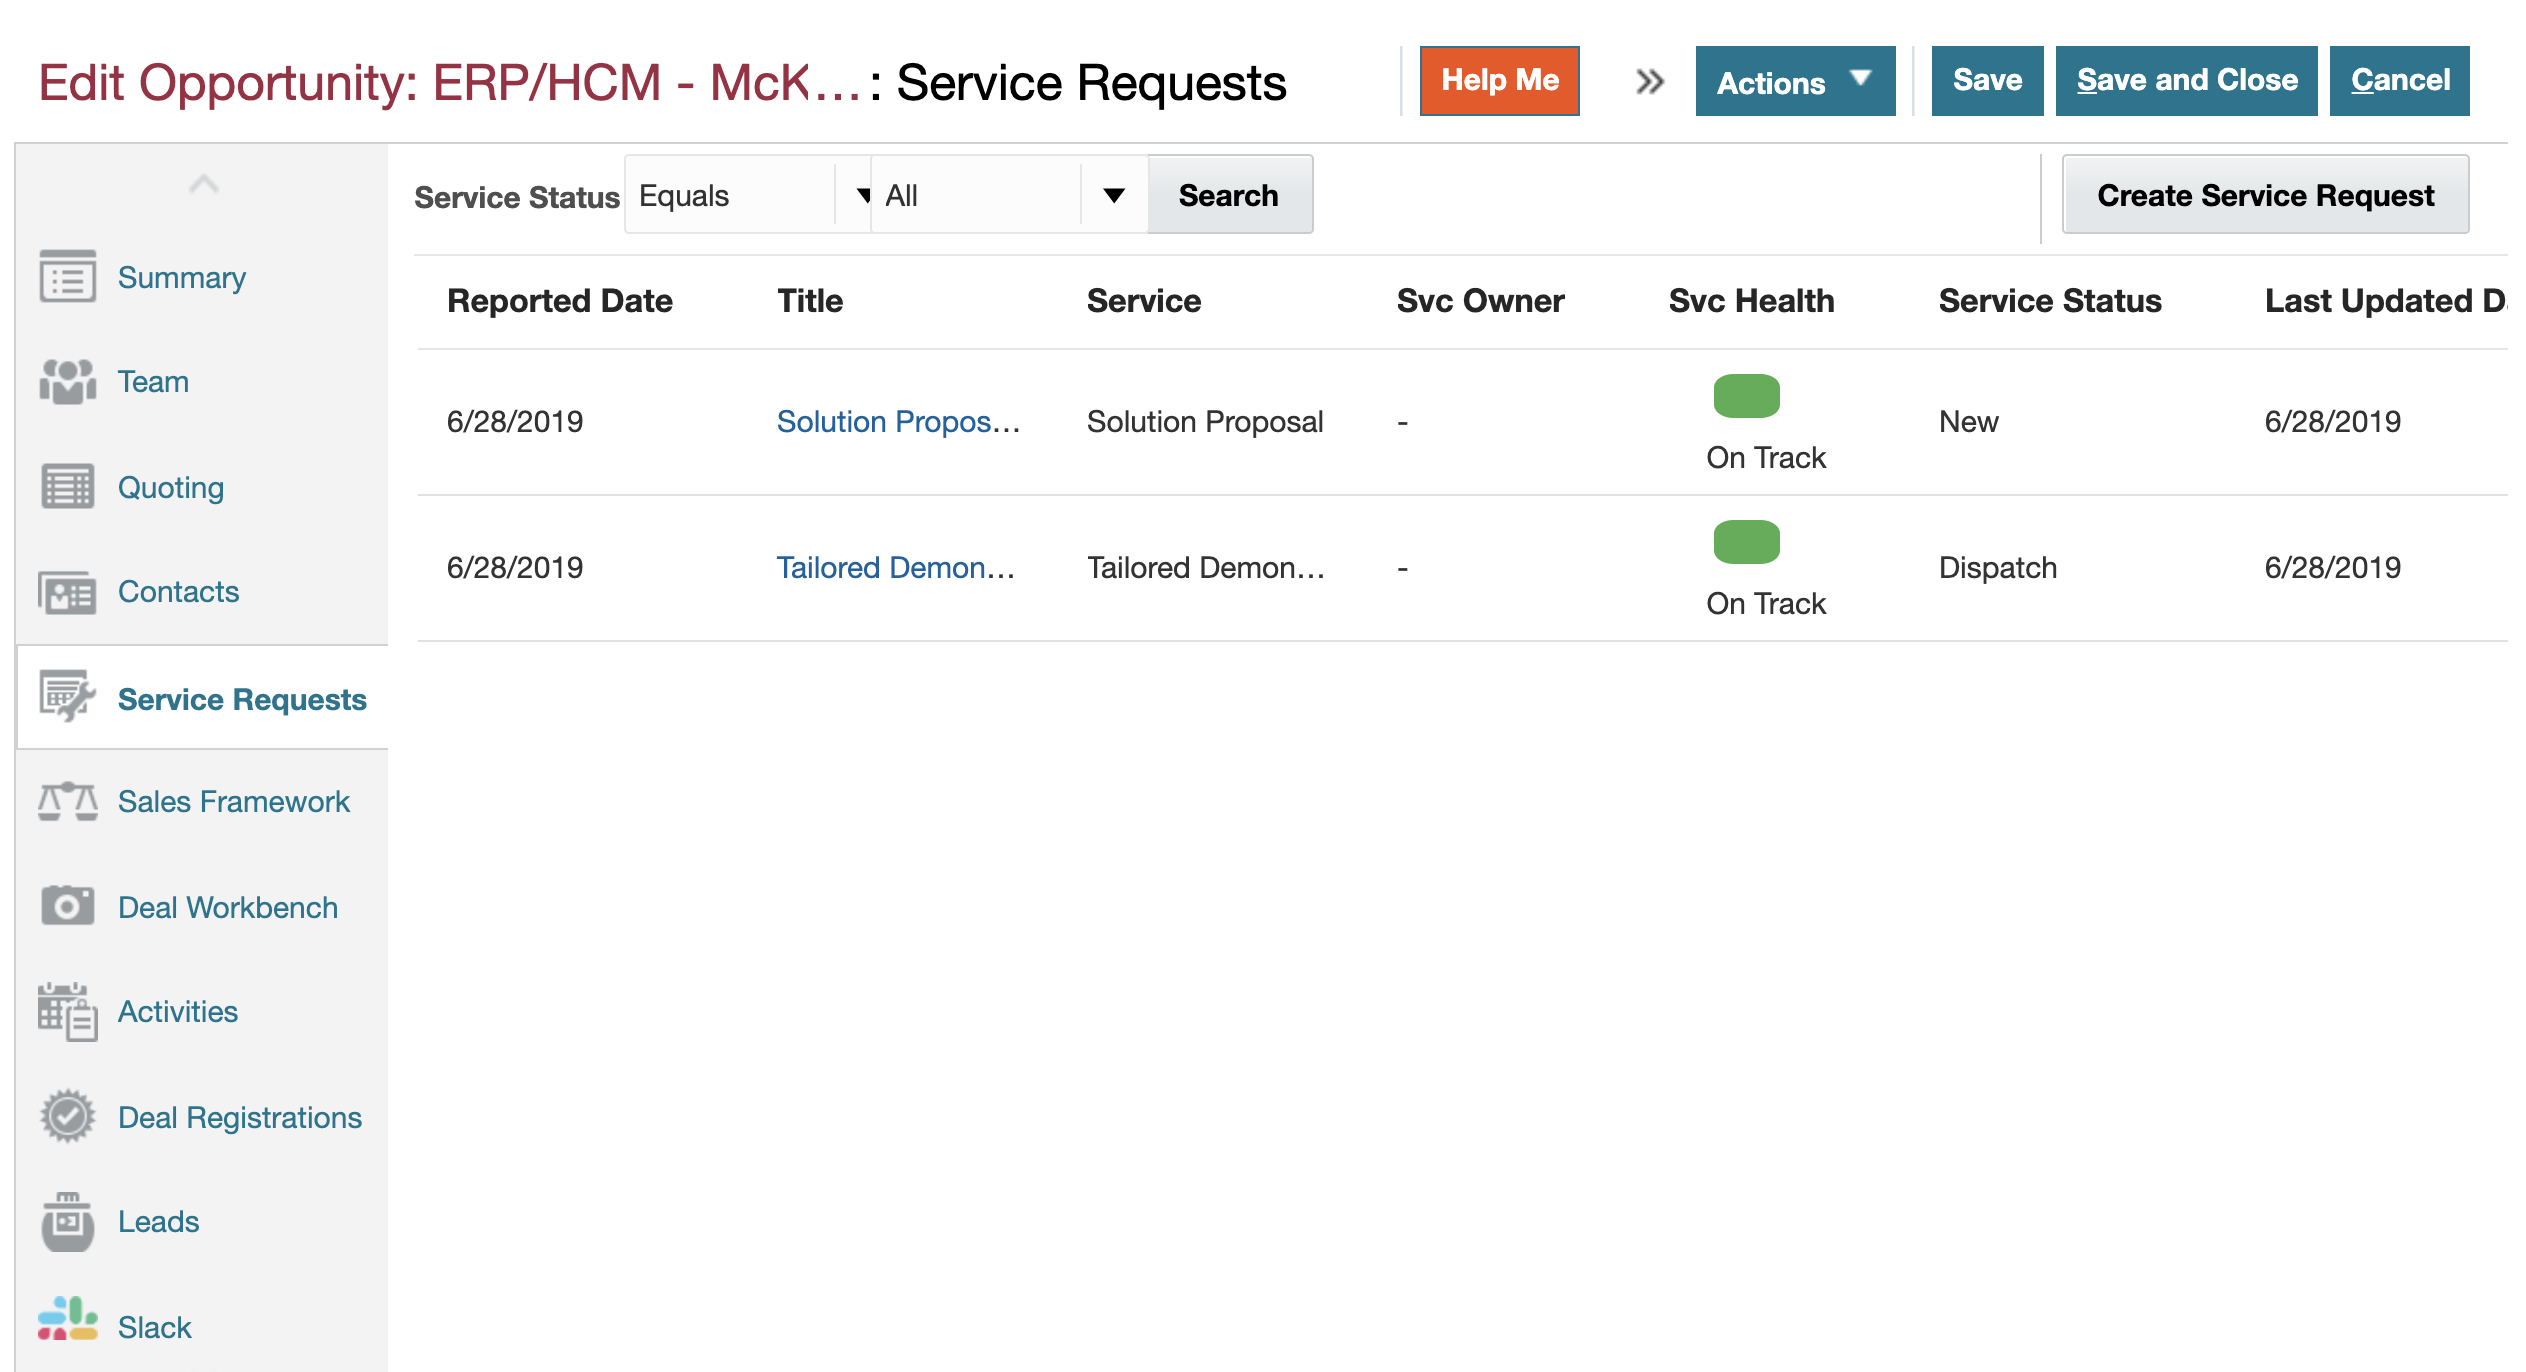 Edit Opportunity: ERP/HCM - McK...: Service Requests
Help Me
Actions
Save
Save and Close
Cancel
Service Status
Equals
All
Search
Create Service Request
Reported Date Title Service Svc Owner Svc Health Service Status Last Updated D
6/28/2019 Solution Propos... Solution Proposal - On Track New 6/28/2019
6/28/2019 Tailored Demon... Tailored Demon... - On Track Dispatch 6/28/2019
Summary
Team
Quoting
Contacts
Service Requests
Sales Framework
Deal Workbench
Activities
Deal Registrations
Leads
Slack